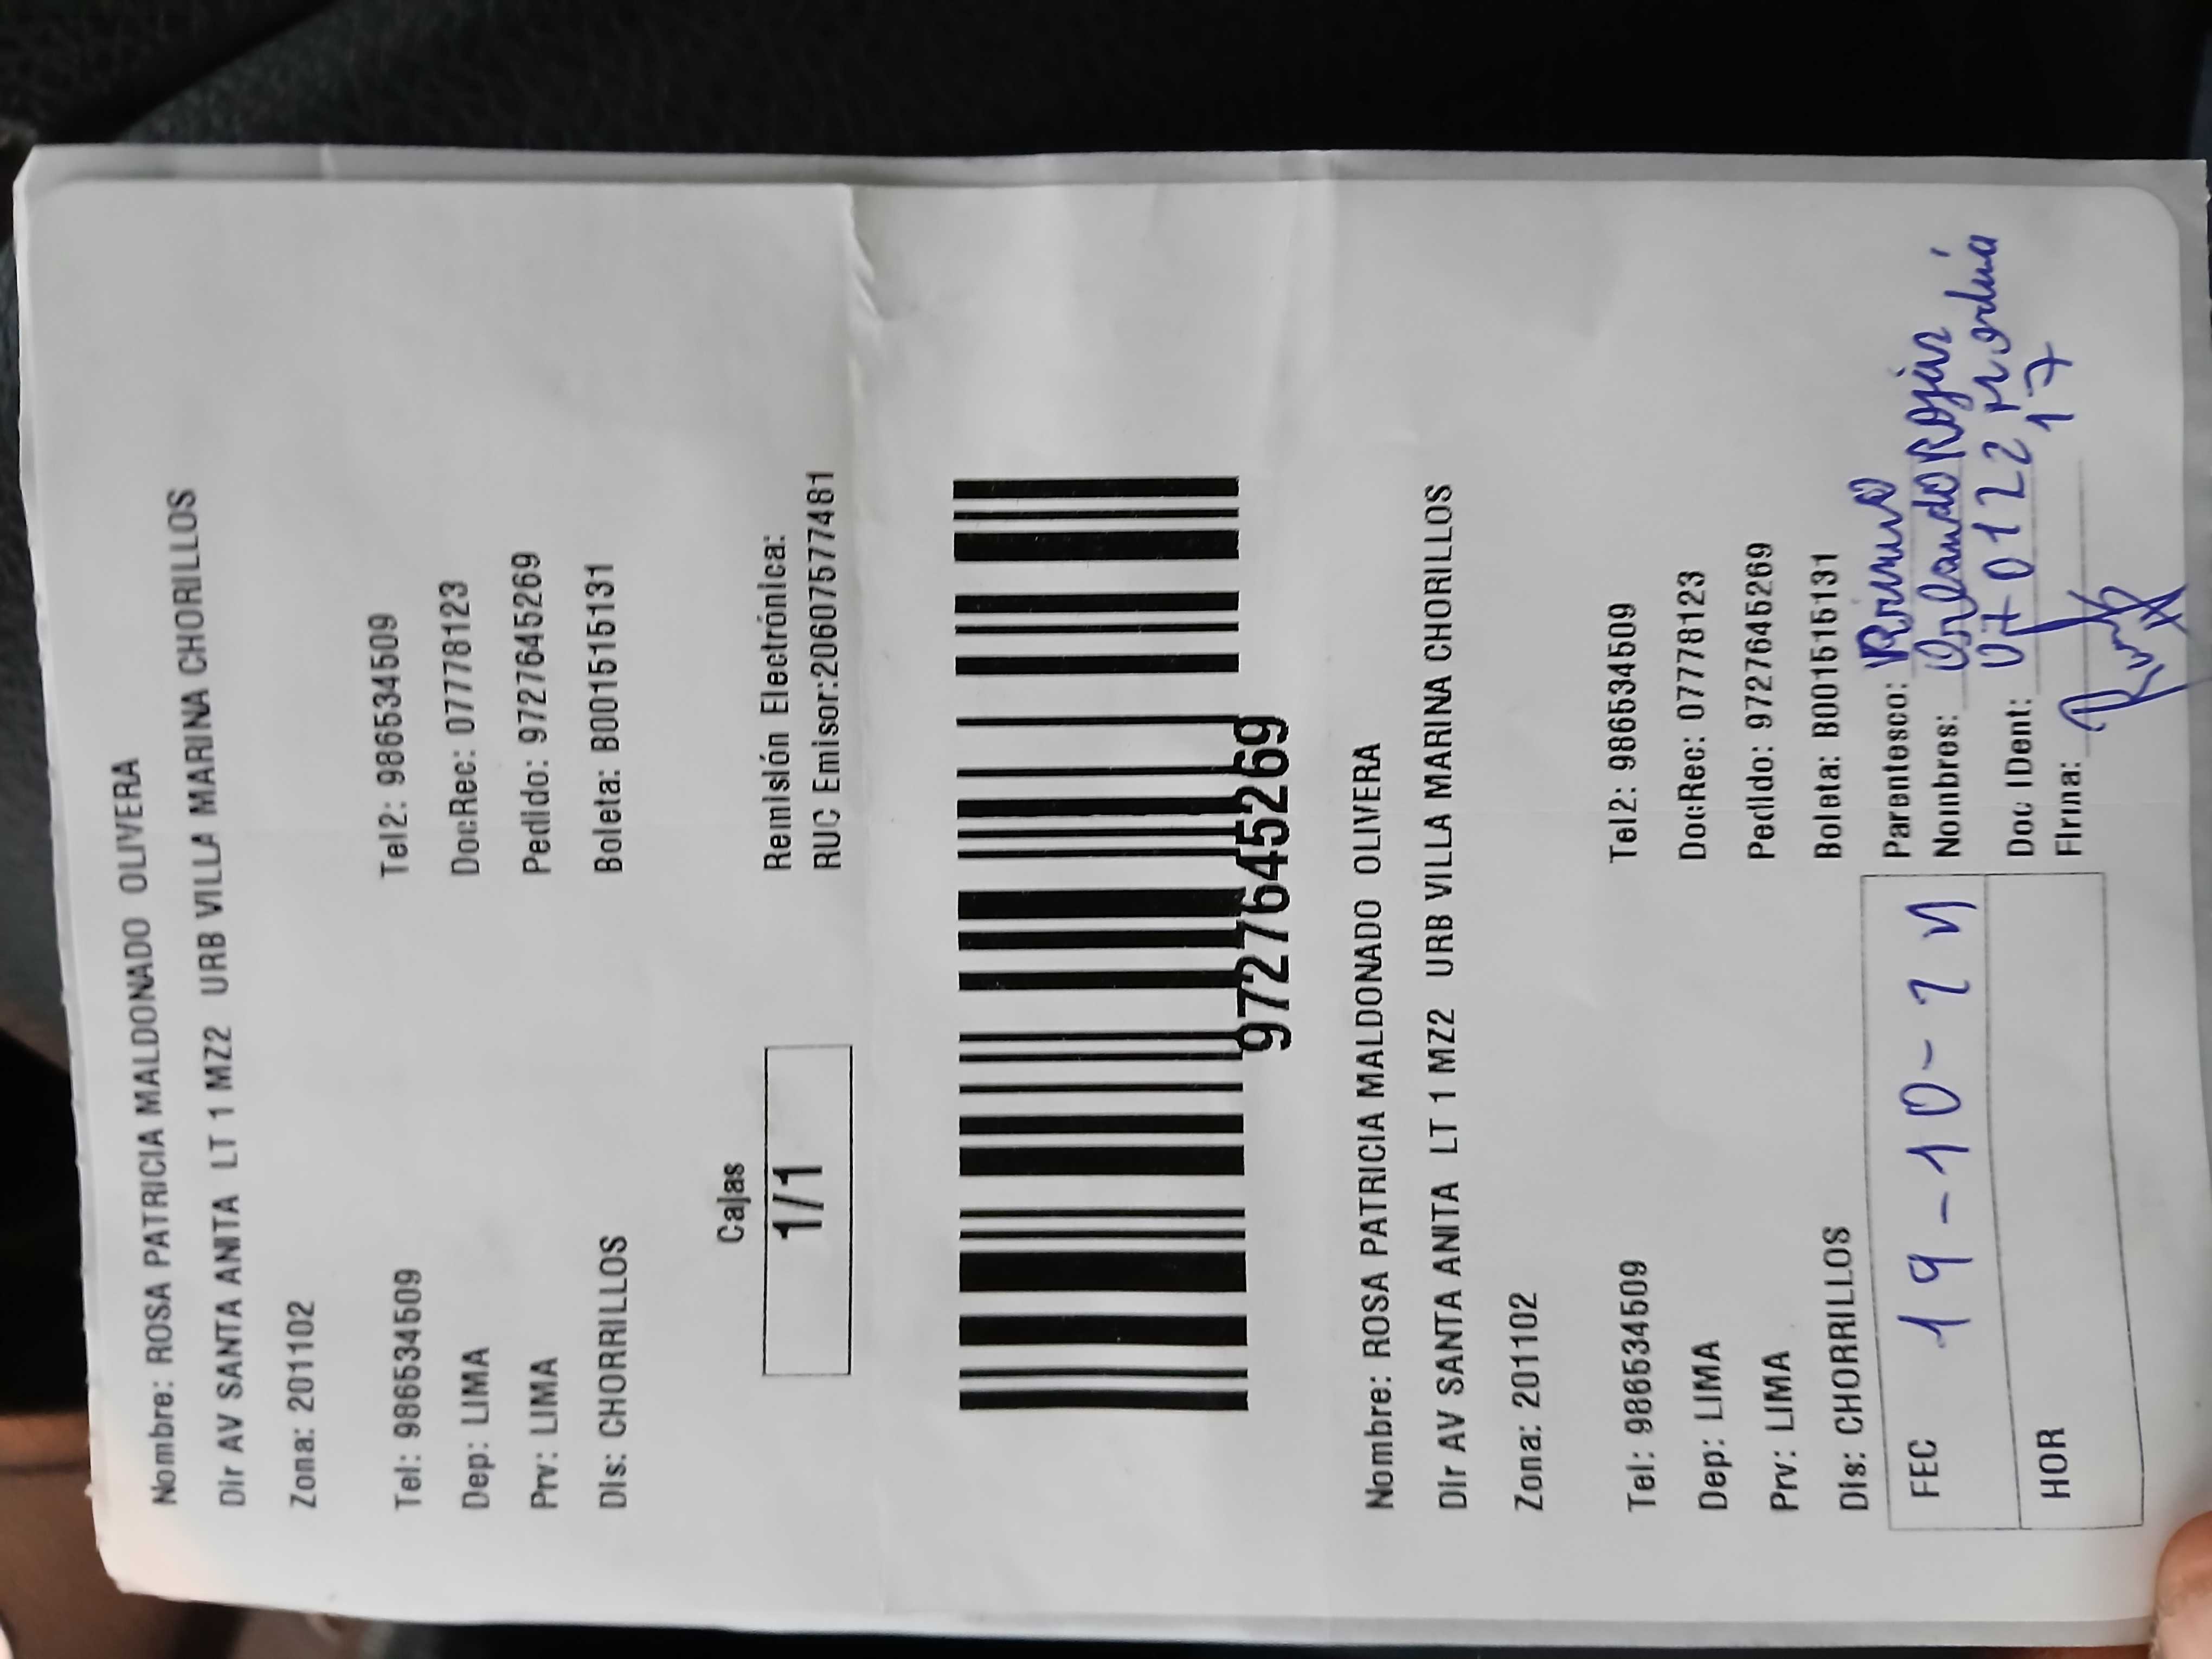 Nombre: ROSA PATRICIA MALDONADO OLIVERA
Dir AV SANTA ANITA LT 1 MZ2 URB VILLA MARINA CHORILLOS
Zona: 201102
Tel: 986534509 Tel2: 986534509
Dep: LIMA DocRec: 07778123
Prv: LIMA Pedido: 9727645269
Dis: CHORRILLOS Boleta: B001515131
Cajas Remisión Electrónica:
1/1 RUC Emisor:20607577481
9727645269
Nombre: ROSA PATRICIA MALDONADO OLIVERA
Dir AV SANTA ANITA LT 1 MZ2 URB VILLA MARINA CHORILLOS
Zona: 201102
Tel: 986534509 Tel2: 986534509
Dep: LIMA DocRec: 07778123
Prv: LIMA Pedido: 9727645269
Dis: CHORRILLOS Boleta: B001515131
FEC 19-10-21 Parentesco:
Nombres: Orlando Rojas
HOR Doc IDent: 07012217
Firma: